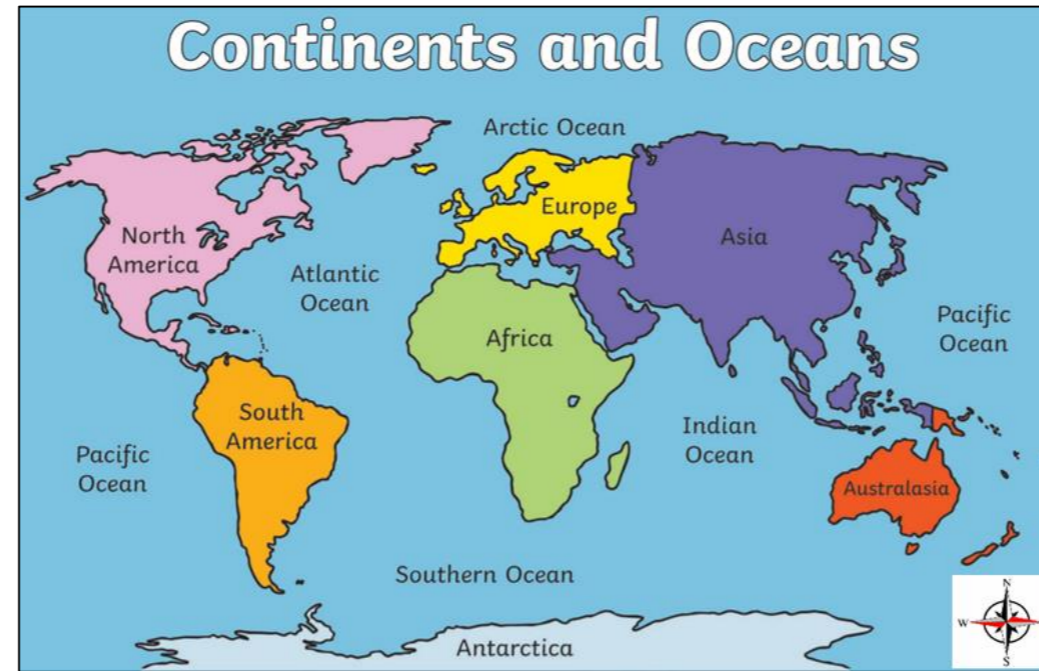 Continents and Oceans
Arctic Ocean
North
America
Europe
Asia
Atlantic
Ocean
Africa
Pacific
Ocean
South
America
Indian
Ocean
Pacific
Ocean
Australasia
Southern Ocean
Antarctica
N
W
S